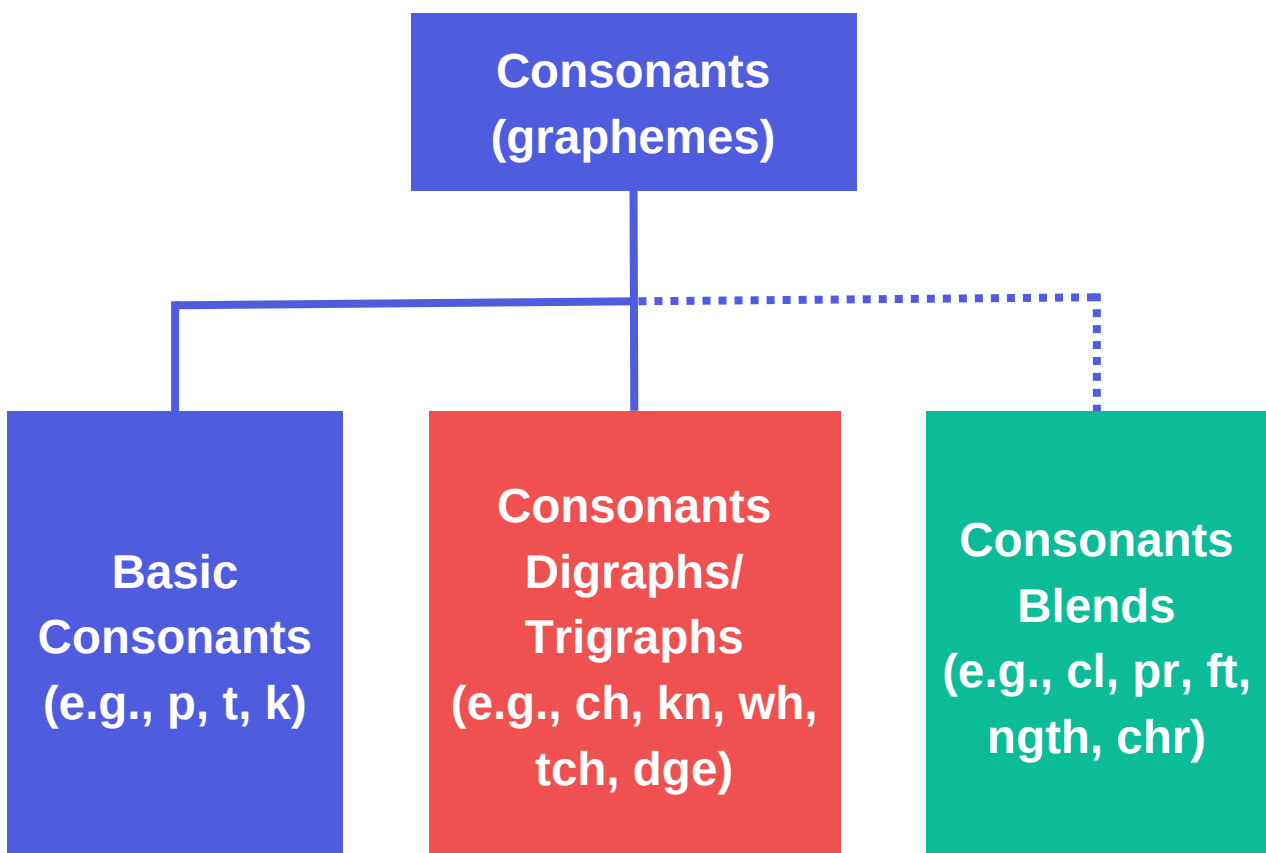 Consonants
(graphemes)
Basic
Consonants
(e.g., p, t, k)
Consonants
Digraphs/
Trigraphs
(e.g., ch, kn, wh,
tch, dge)
Consonants
Blends
(e.g., cl, pr, ft,
ngth, chr)